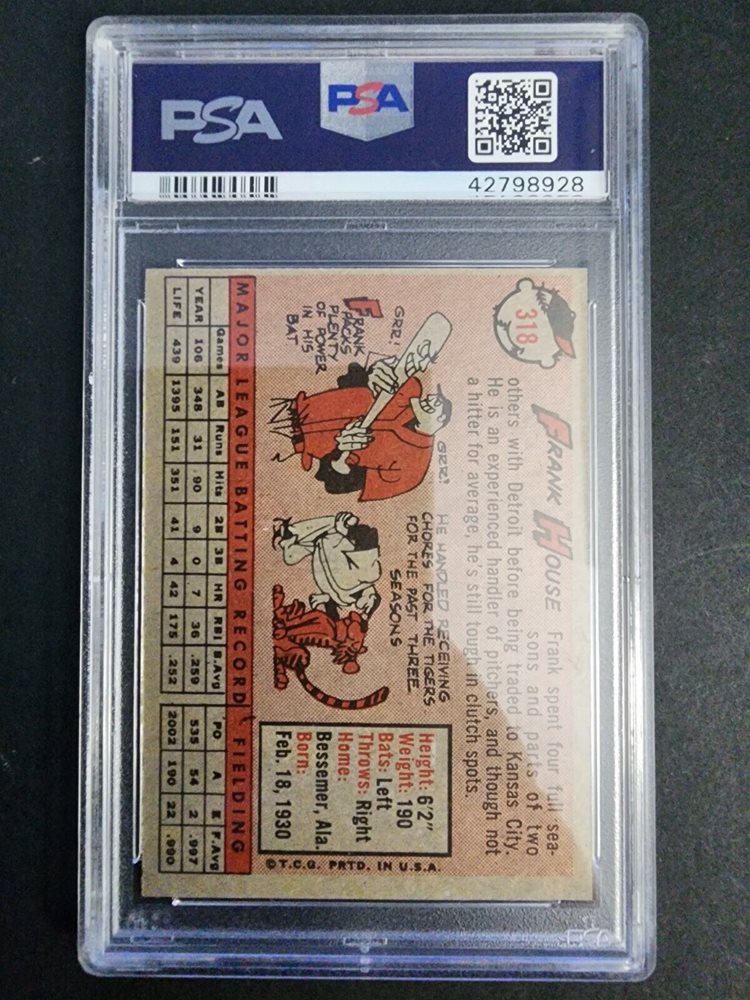 PSA
PSA
42798928
318
FRANK HOUSE
Frank spent four full sea-
sons and parts of two
others with Detroit before being traded to Kansas City.
He is an experienced handler of pitchers, and though not
a hitter for average, he's still tough in clutch spots.
GRR!
FRANK
PACKS
PLENTY
OF POWER
IN HIS
BAT
GRR!
HE HANDLED RECEIVING
CHORES FOR THE TIGERS
FOR THE PAST THREE
SEASONS
Height: 6'2"
Weight: 190
Bats: Left
Throws: Right
Home:
Bessemer, Ala.
Born:
Feb. 18, 1930
©T.C.G. PRTD. IN U.S.A.
MAJOR LEAGUE BATTING RECORD FIELDING
Games AB Runs Hits 2B 3B HR RBI B.Avg PO A E F.Avg
YEAR 106 348 31 90 9 0 7 36 .259 535 54 2 .997
LIFE 439 1395 151 351 41 4 42 175 .252 2002 190 22 .990